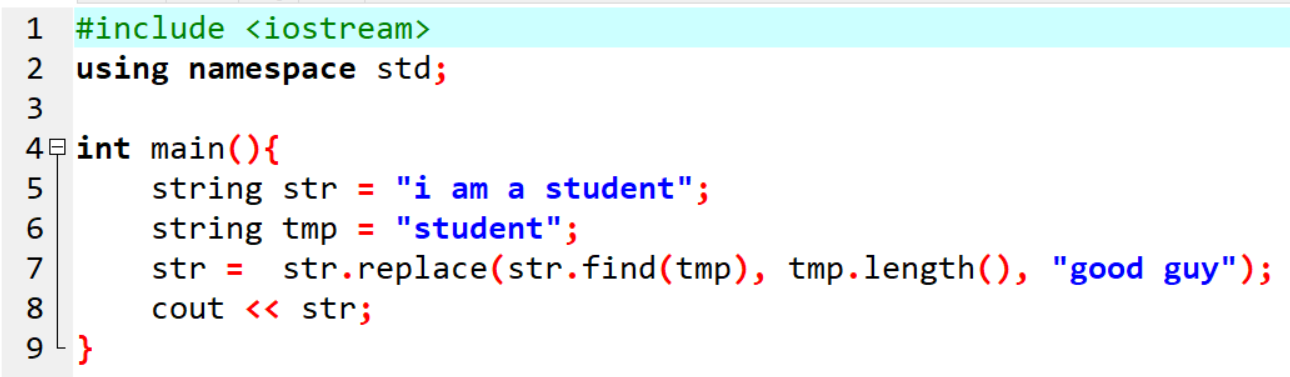 1 #include <iostream>
2 using namespace std;
3
4 int main(){
5 string str = "i am a student";
6 string tmp = "student";
7 str =  str.replace(str.find(tmp), tmp.length(), "good guy");
8 cout << str;
9 }